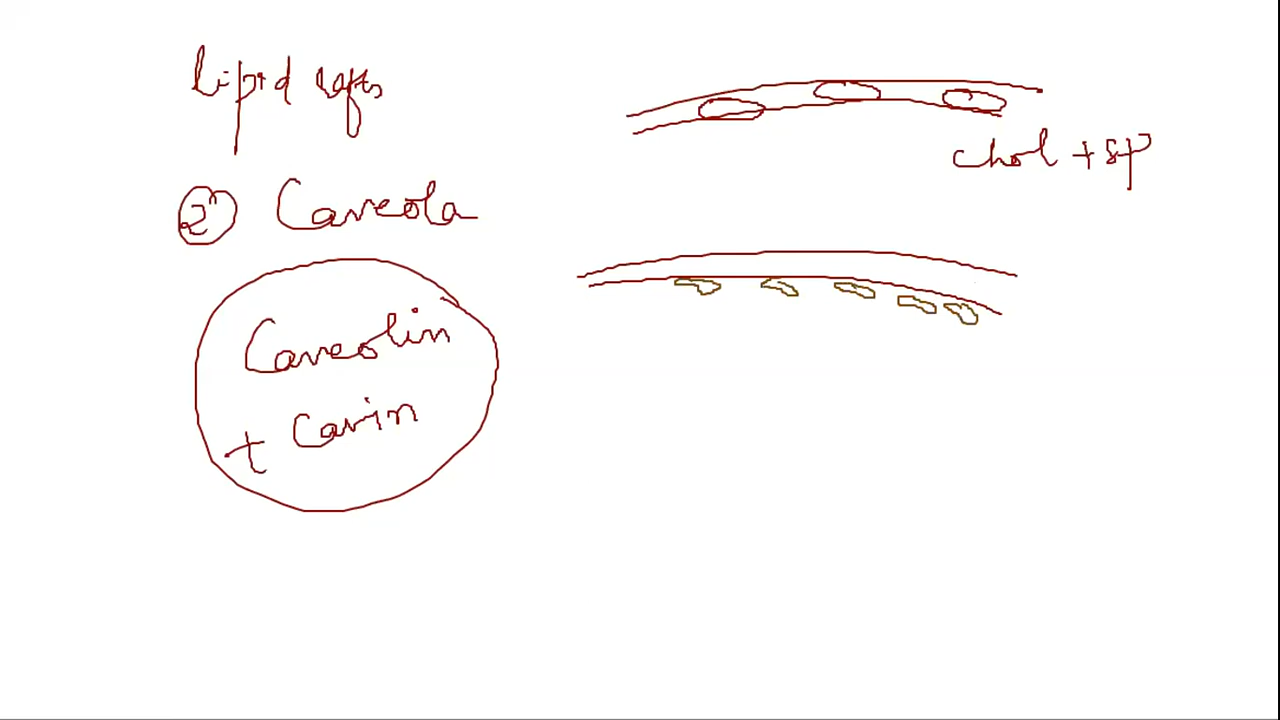 lipid rafts
chol + sp
② Caveola
Caveolin
+ Cavin